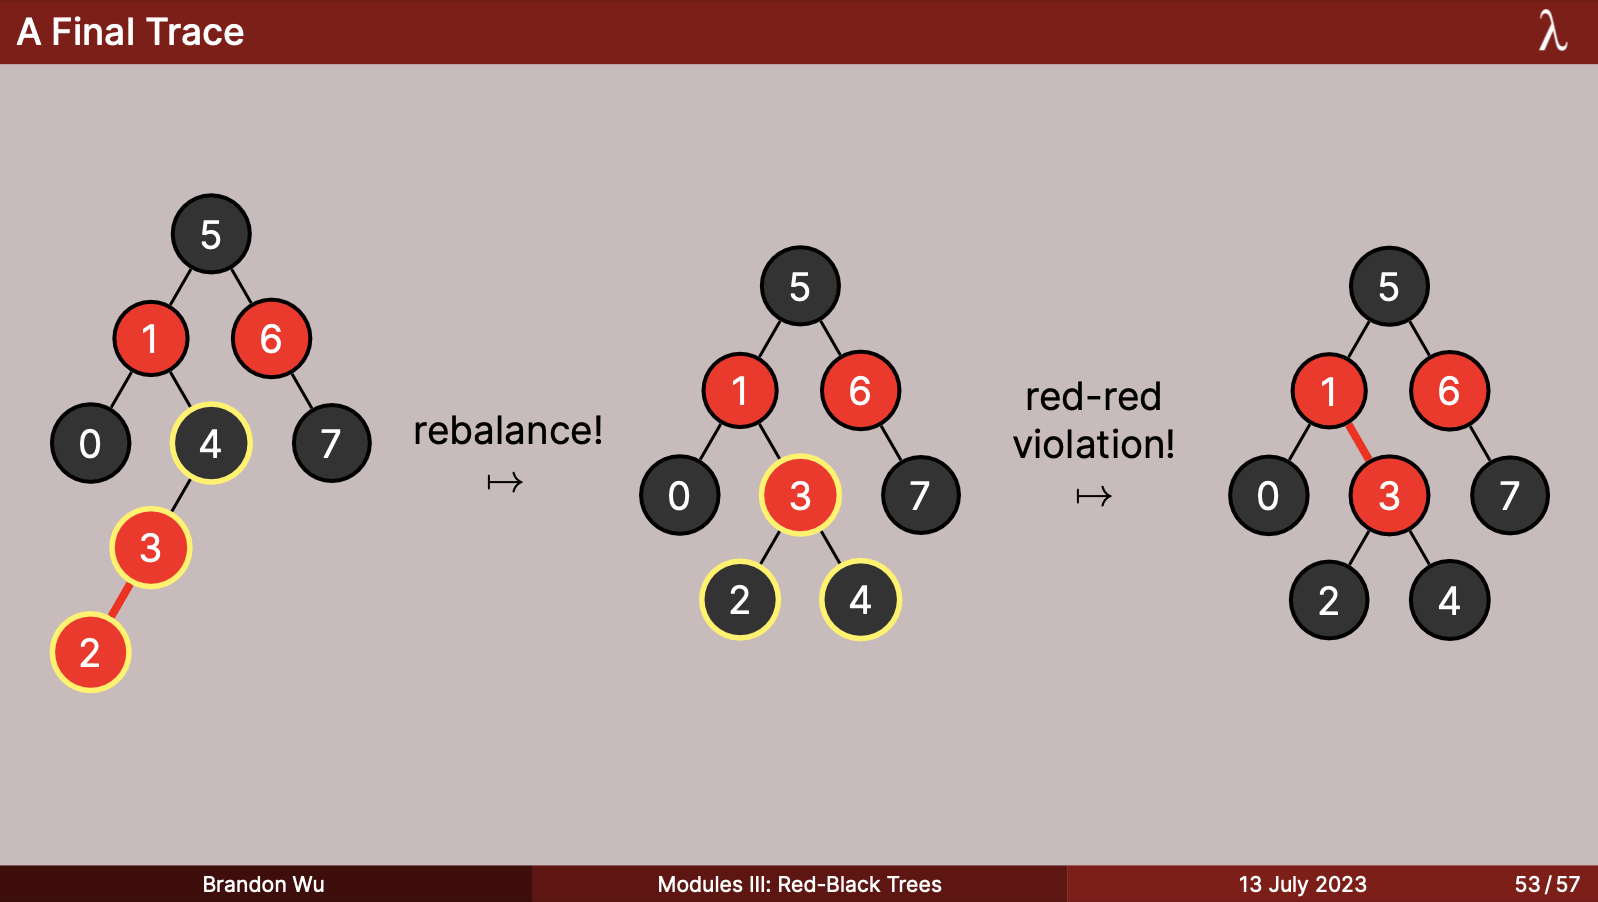 A Final Trace
λ
5
1 6
0 4 7
3
2
rebalance!
↦
5
1 6
0 3 7
2 4
red-red
violation!
↦
5
1 6
0 3 7
2 4
Brandon Wu
Modules III: Red-Black Trees
13 July 2023
53/57